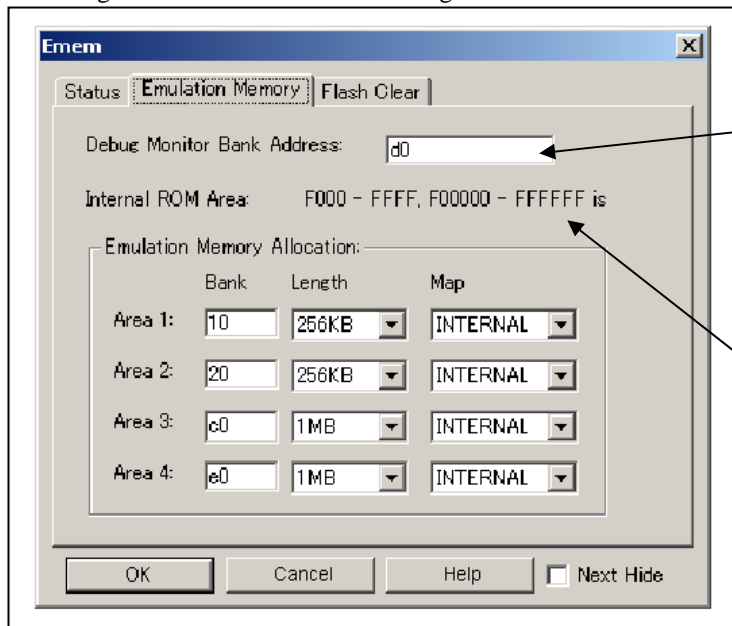 Emem
Status Emulation Memory Flash Clear
Debug Monitor Bank Address: d0
Internal ROM Area: F000 - FFFF, F00000 - FFFFFF is
Emulation Memory Allocation:
Bank Length Map
Area 1: 10 256KB INTERNAL
Area 2: 20 256KB INTERNAL
Area 3: c0 1MB INTERNAL
Area 4: e0 1MB INTERNAL
OK Cancel Help Next Hide